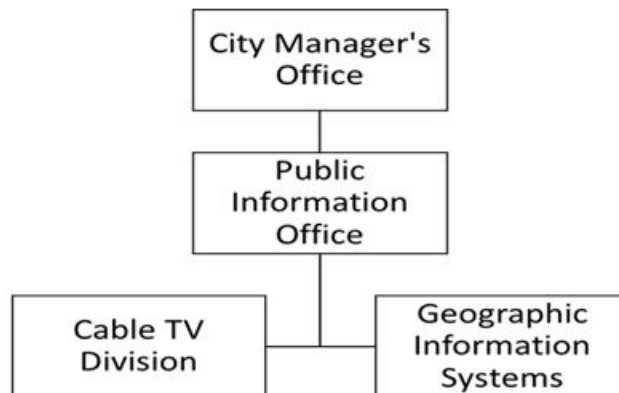 City Manager's
Office
Public
Information
Office
Cable TV
Division
Geographic
Information
Systems